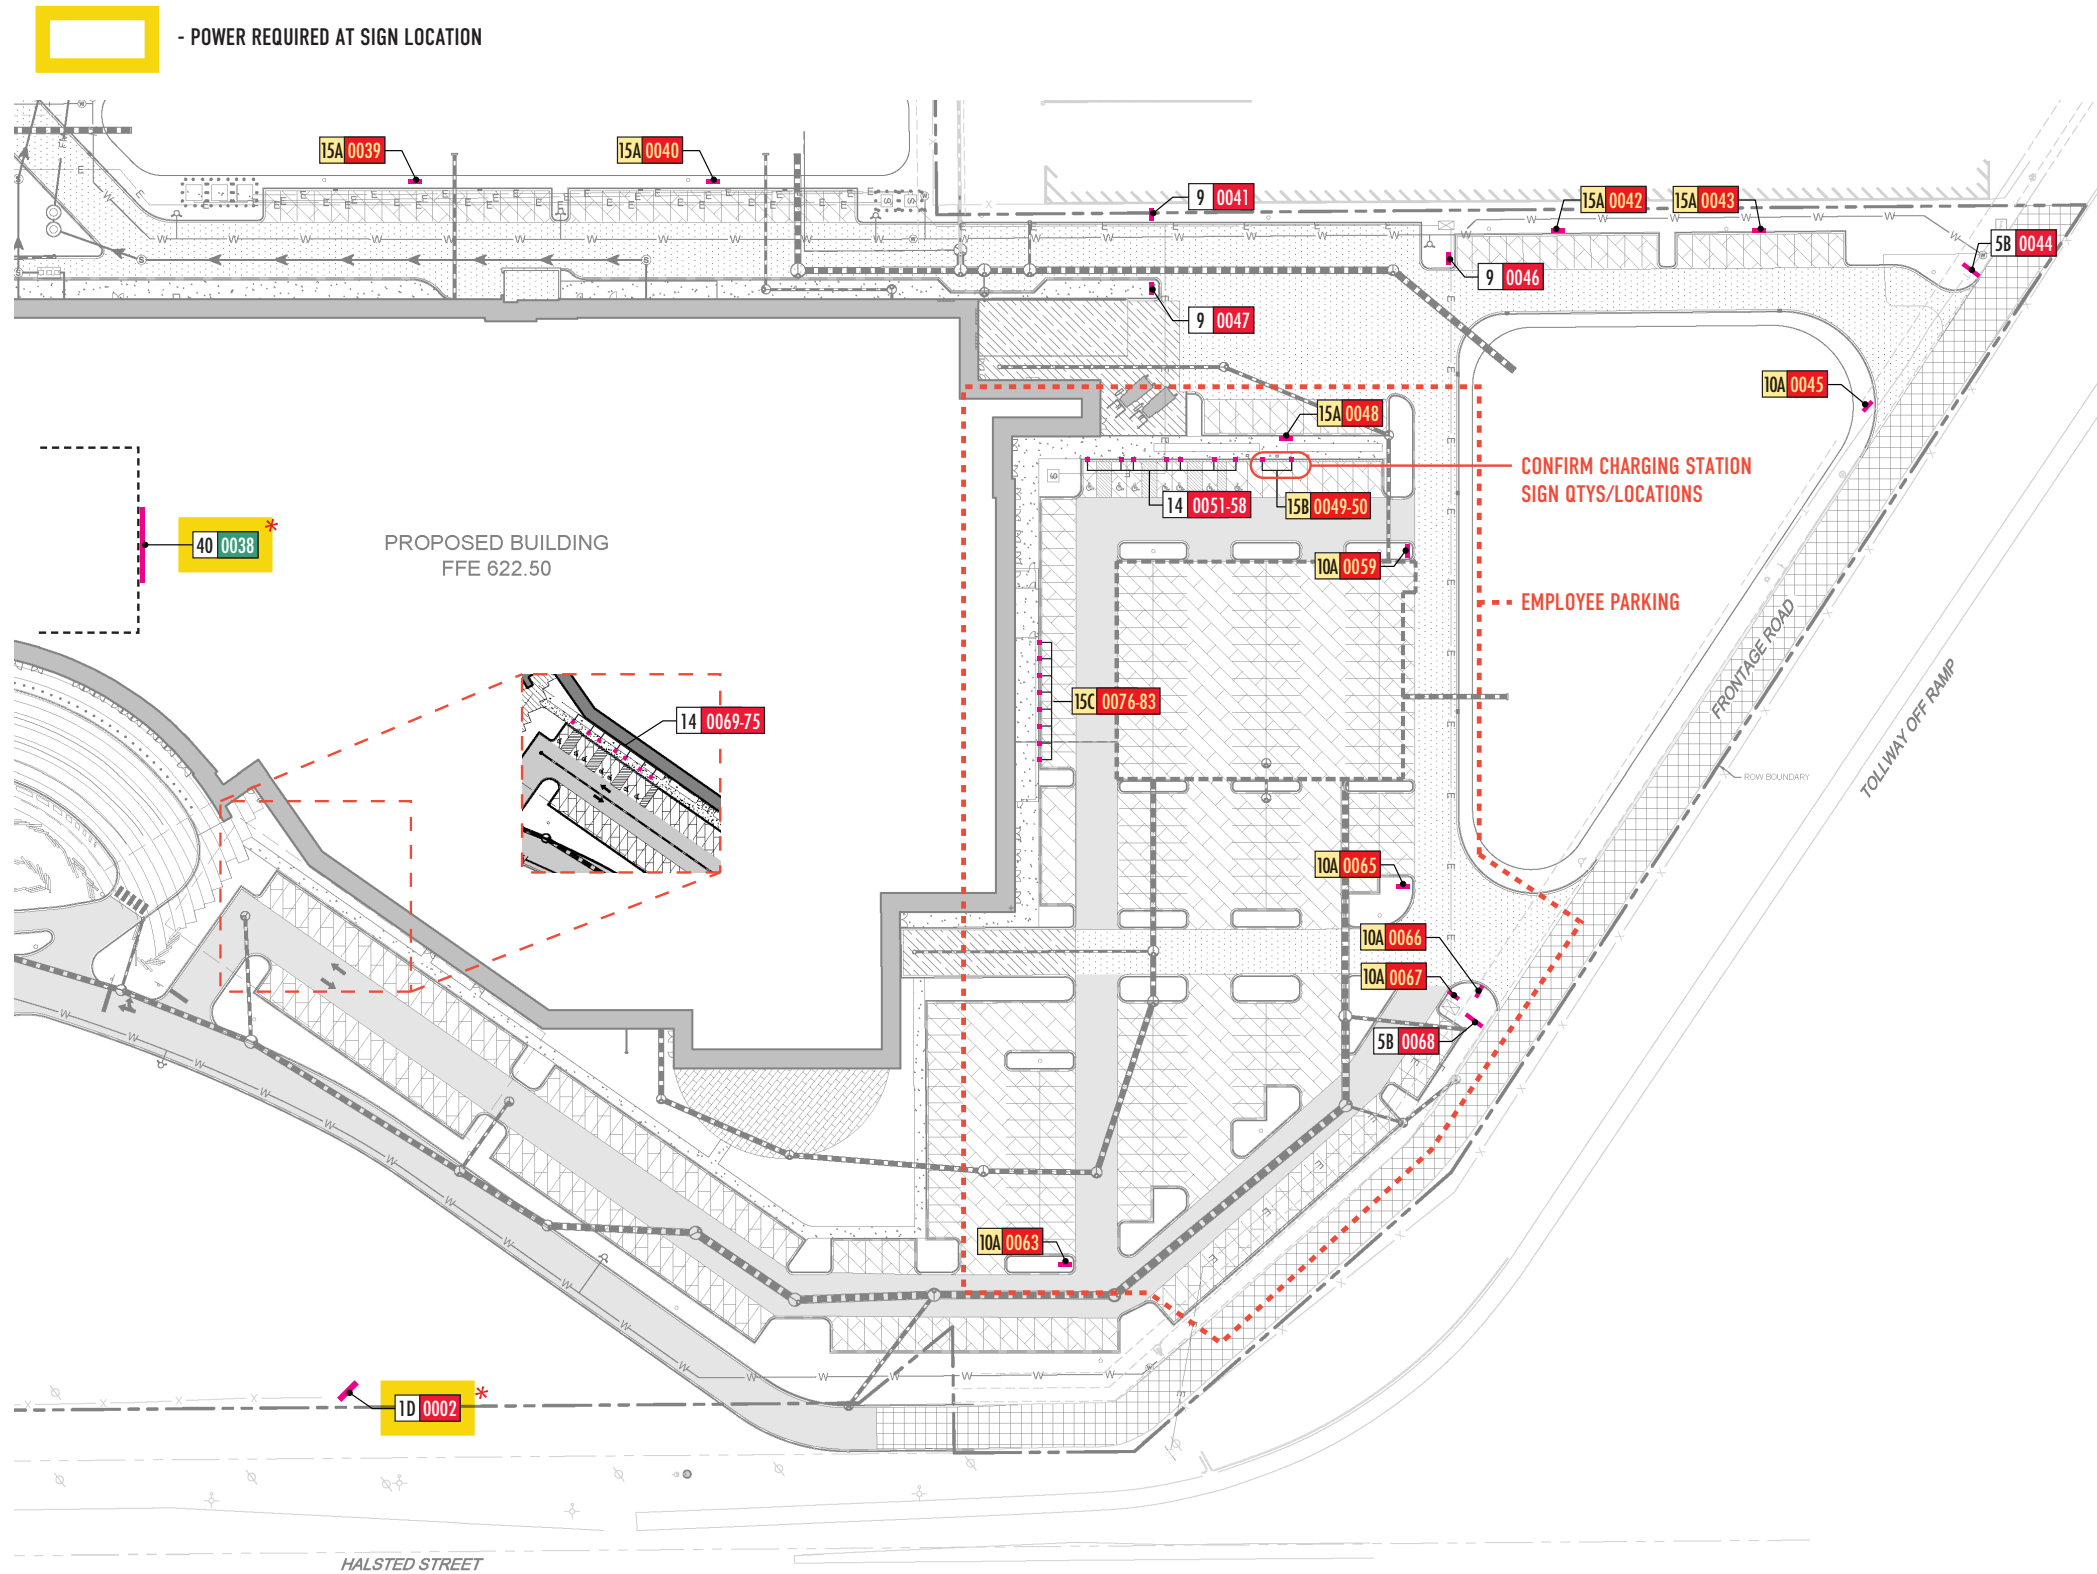 - POWER REQUIRED AT SIGN LOCATION
15A 0039
15A 0040
9 0041
15A 0042
15A 0043
5B 0044
9 0046
9 0047
10A 0045
15A 0048
CONFIRM CHARGING STATION
SIGN QTYS/LOCATIONS
14 0051-58
15B 0049-50
40 0038
*
PROPOSED BUILDING
FFE 622.50
10A 0059
EMPLOYEE PARKING
FRONTAGE ROAD
TOLLWAY OFF RAMP
15C 0076-83
14 0069-75
ROW BOUNDARY
10A 0065
10A 0066
10A 0067
5B 0068
10A 0063
1D 0002
*
HALSTED STREET